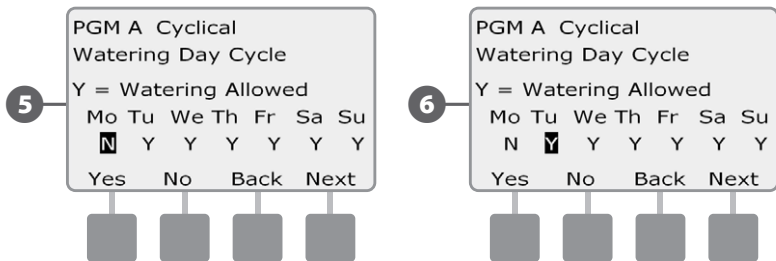 5
PGM A Cyclical
Watering Day Cycle
Y = Watering Allowed
Mo Tu We Th Fr Sa Su
N Y Y Y Y Y Y
Yes No Back Next
6
PGM A Cyclical
Watering Day Cycle
Y = Watering Allowed
Mo Tu We Th Fr Sa Su
N Y Y Y Y Y Y
Yes No Back Next